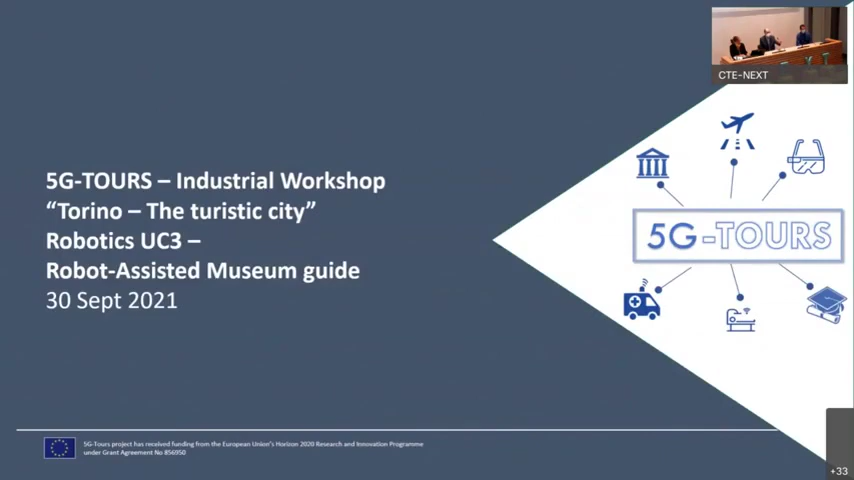 CTE-NEXT
5G-TOURS – Industrial Workshop
“Torino – The turistic city”
Robotics UC3 –
Robot-Assisted Museum guide
30 Sept 2021
5G-TOURS
5G-Tours project has received funding from the European Union's Horizon 2020 Research and Innovation Programme
under Grant Agreement No 856950
+33